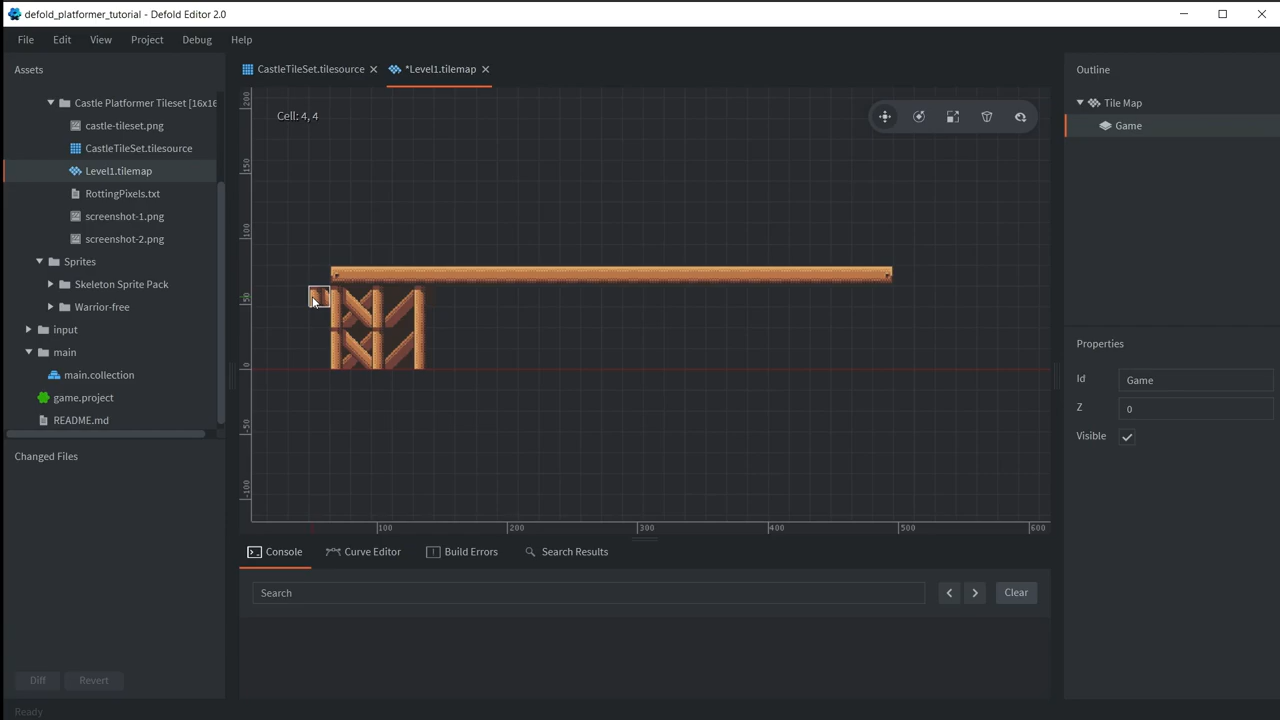 defold_platformer_tutorial - Defold Editor 2.0
File Edit View Project Debug Help
Assets
Castle Platformer Tileset [16x16
castle-tileset.png
CastleTileSet.tilesource
Level1.tilemap
RottingPixels.txt
screenshot-1.png
screenshot-2.png
Sprites
Skeleton Sprite Pack
Warrior-free
input
main
main.collection
game.project
README.md
Changed Files
Diff Revert
Ready
CastleTileSet.tilesource *Level1.tilemap
Cell: 4, 4
200
150
100
50
0
-50
-100
100 200 300 400 500 600
Console Curve Editor Build Errors Search Results
Search
Clear
Outline
Tile Map
Game
Properties
Id Game
Z 0
Visible